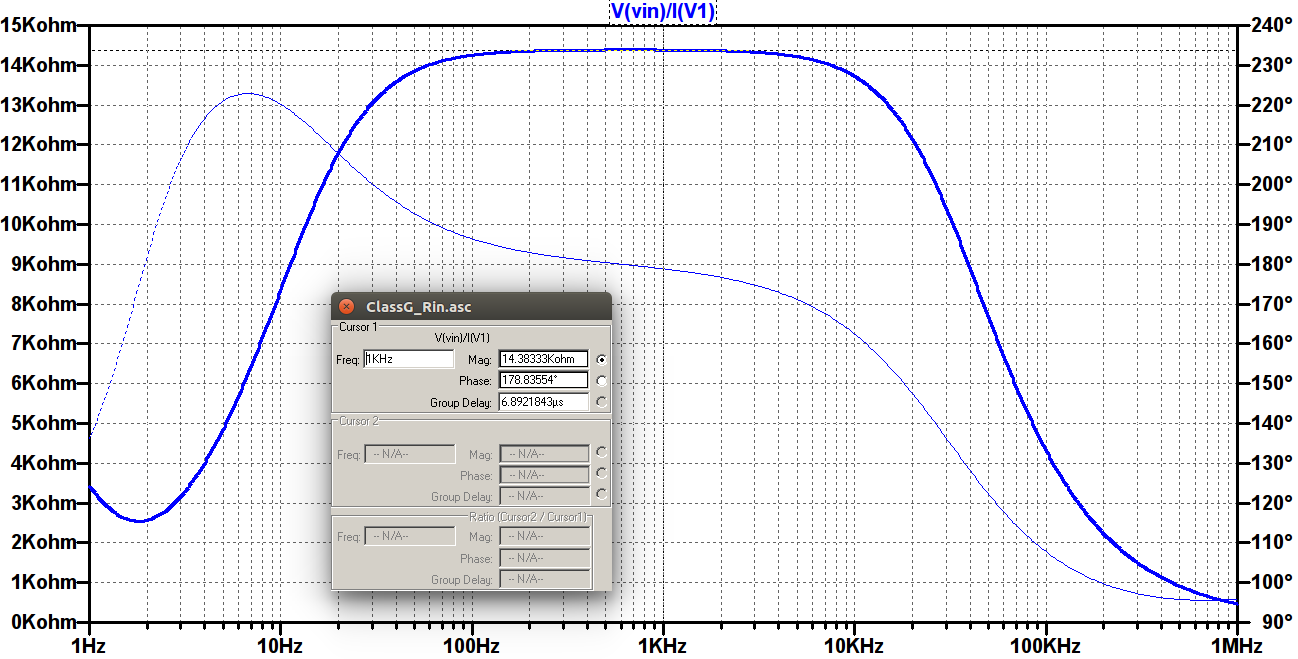 V(vin)/I(V1)
15Kohm 240°
14Kohm 230°
13Kohm 220°
12Kohm 210°
11Kohm 200°
10Kohm 190°
9Kohm 180°
8Kohm 170°
ClassG_Rin.asc
Cursor 1
V(vin)/I(V1)
7Kohm 160°
Freq: 1KHz Mag: 14.38333Kohm
6Kohm 150°
Phase: 178.83554°
Group Delay: 6.8921843µs
5Kohm 140°
Cursor 2
Freq: -- N/A-- Mag: -- N/A--
4Kohm 130°
Phase: -- N/A--
Group Delay: -- N/A--
3Kohm 120°
Ratio (Cursor2 / Cursor1)
Freq: -- N/A-- Mag: -- N/A--
2Kohm 110°
Phase: -- N/A--
Group Delay: -- N/A--
1Kohm 100°
0Kohm 90°
1Hz 10Hz 100Hz 1KHz 10KHz 100KHz 1MHz